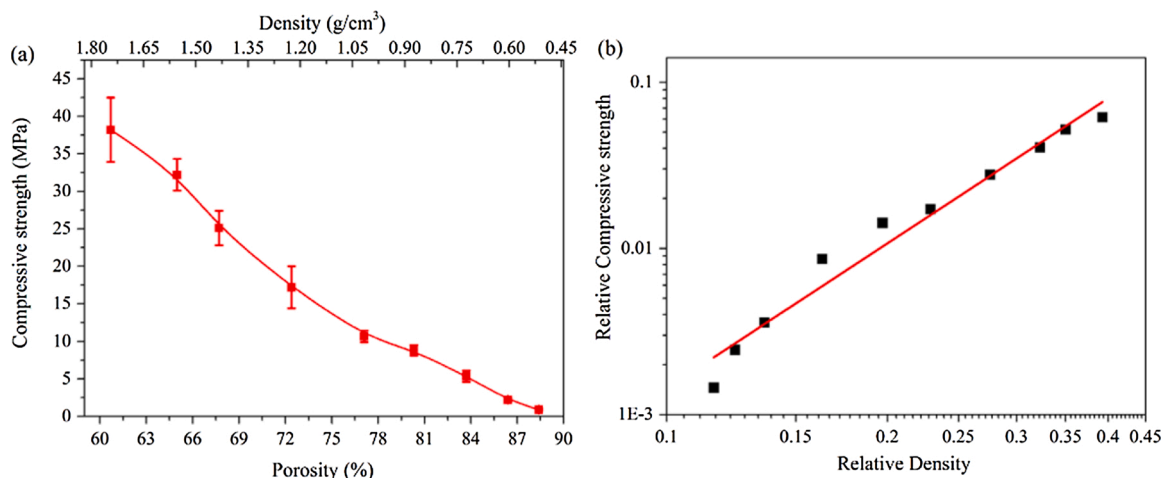 Density (g/cm³)
1.80 1.65 1.50 1.35 1.20 1.05 0.90 0.75 0.60 0.45
(a)
Compressive strength (MPa)
45
40
35
30
25
20
15
10
5
0
60 63 66 69 72 75 78 81 84 87 90
Porosity (%)
(b)
Relative Compressive strength
0.1
0.01
1E-3
0.1 0.15 0.2 0.25 0.3 0.35 0.4 0.45
Relative Density